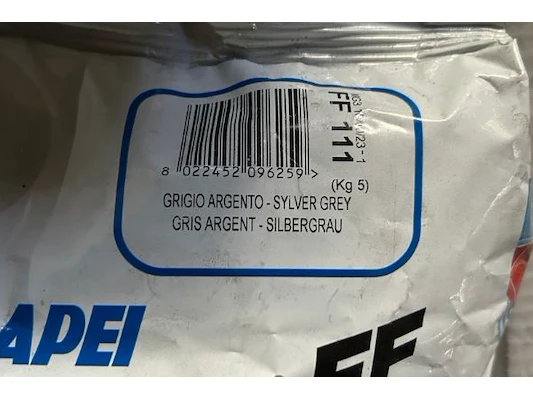 8 022452 096259 >
FF 111
(Kg 5)
GRIGIO ARGENTO - SYLVER GREY
GRIS ARGENT - SILBERGRAU
APEI
FF